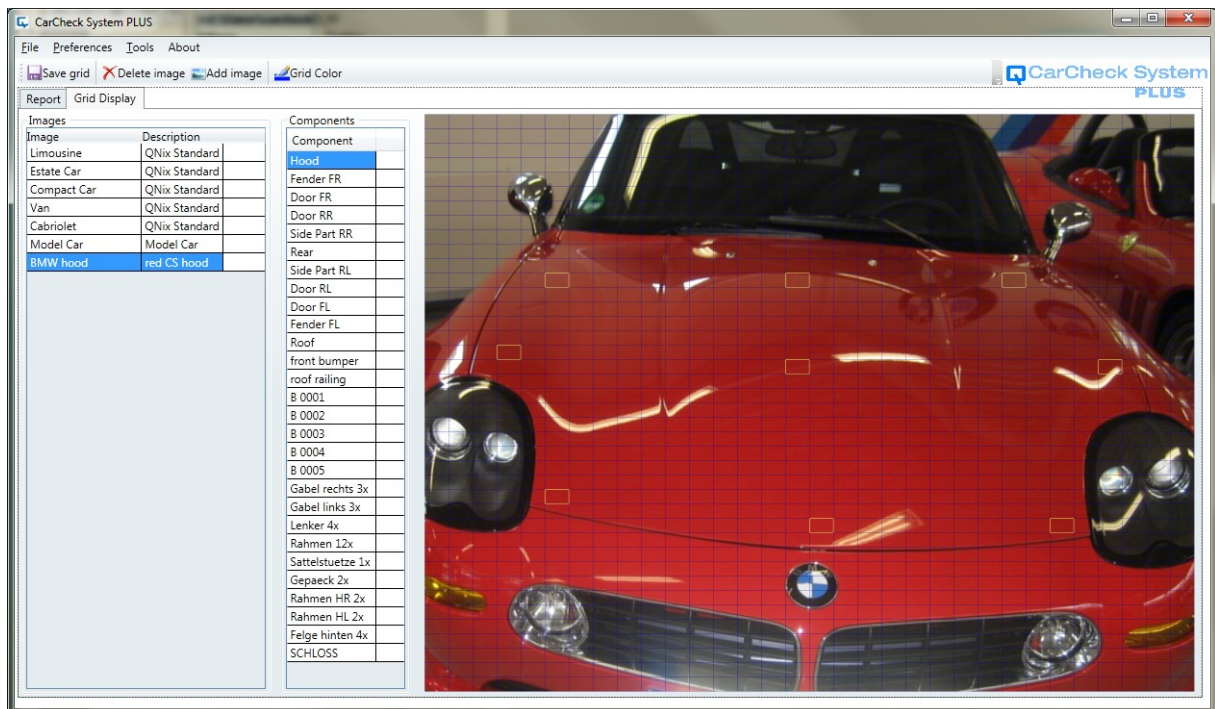 CarCheck System PLUS
File Preferences Tools About
Save grid Delete image Add image Grid Color
CarCheck System
PLUS
Report Grid Display
Images
Image Description
Limousine QNix Standard
Estate Car QNix Standard
Compact Car QNix Standard
Van QNix Standard
Cabriolet QNix Standard
Model Car Model Car
BMW hood red CS hood
Components
Component
Hood
Fender FR
Door FR
Door RR
Side Part RR
Rear
Side Part RL
Door RL
Door FL
Fender FL
Roof
front bumper
roof railing
B 0001
B 0002
B 0003
B 0004
B 0005
Gabel rechts 3x
Gabel links 3x
Lenker 4x
Rahmen 12x
Sattelstuetze 1x
Gepaeck 2x
Rahmen HR 2x
Rahmen HL 2x
Felge hinten 4x
SCHLOSS